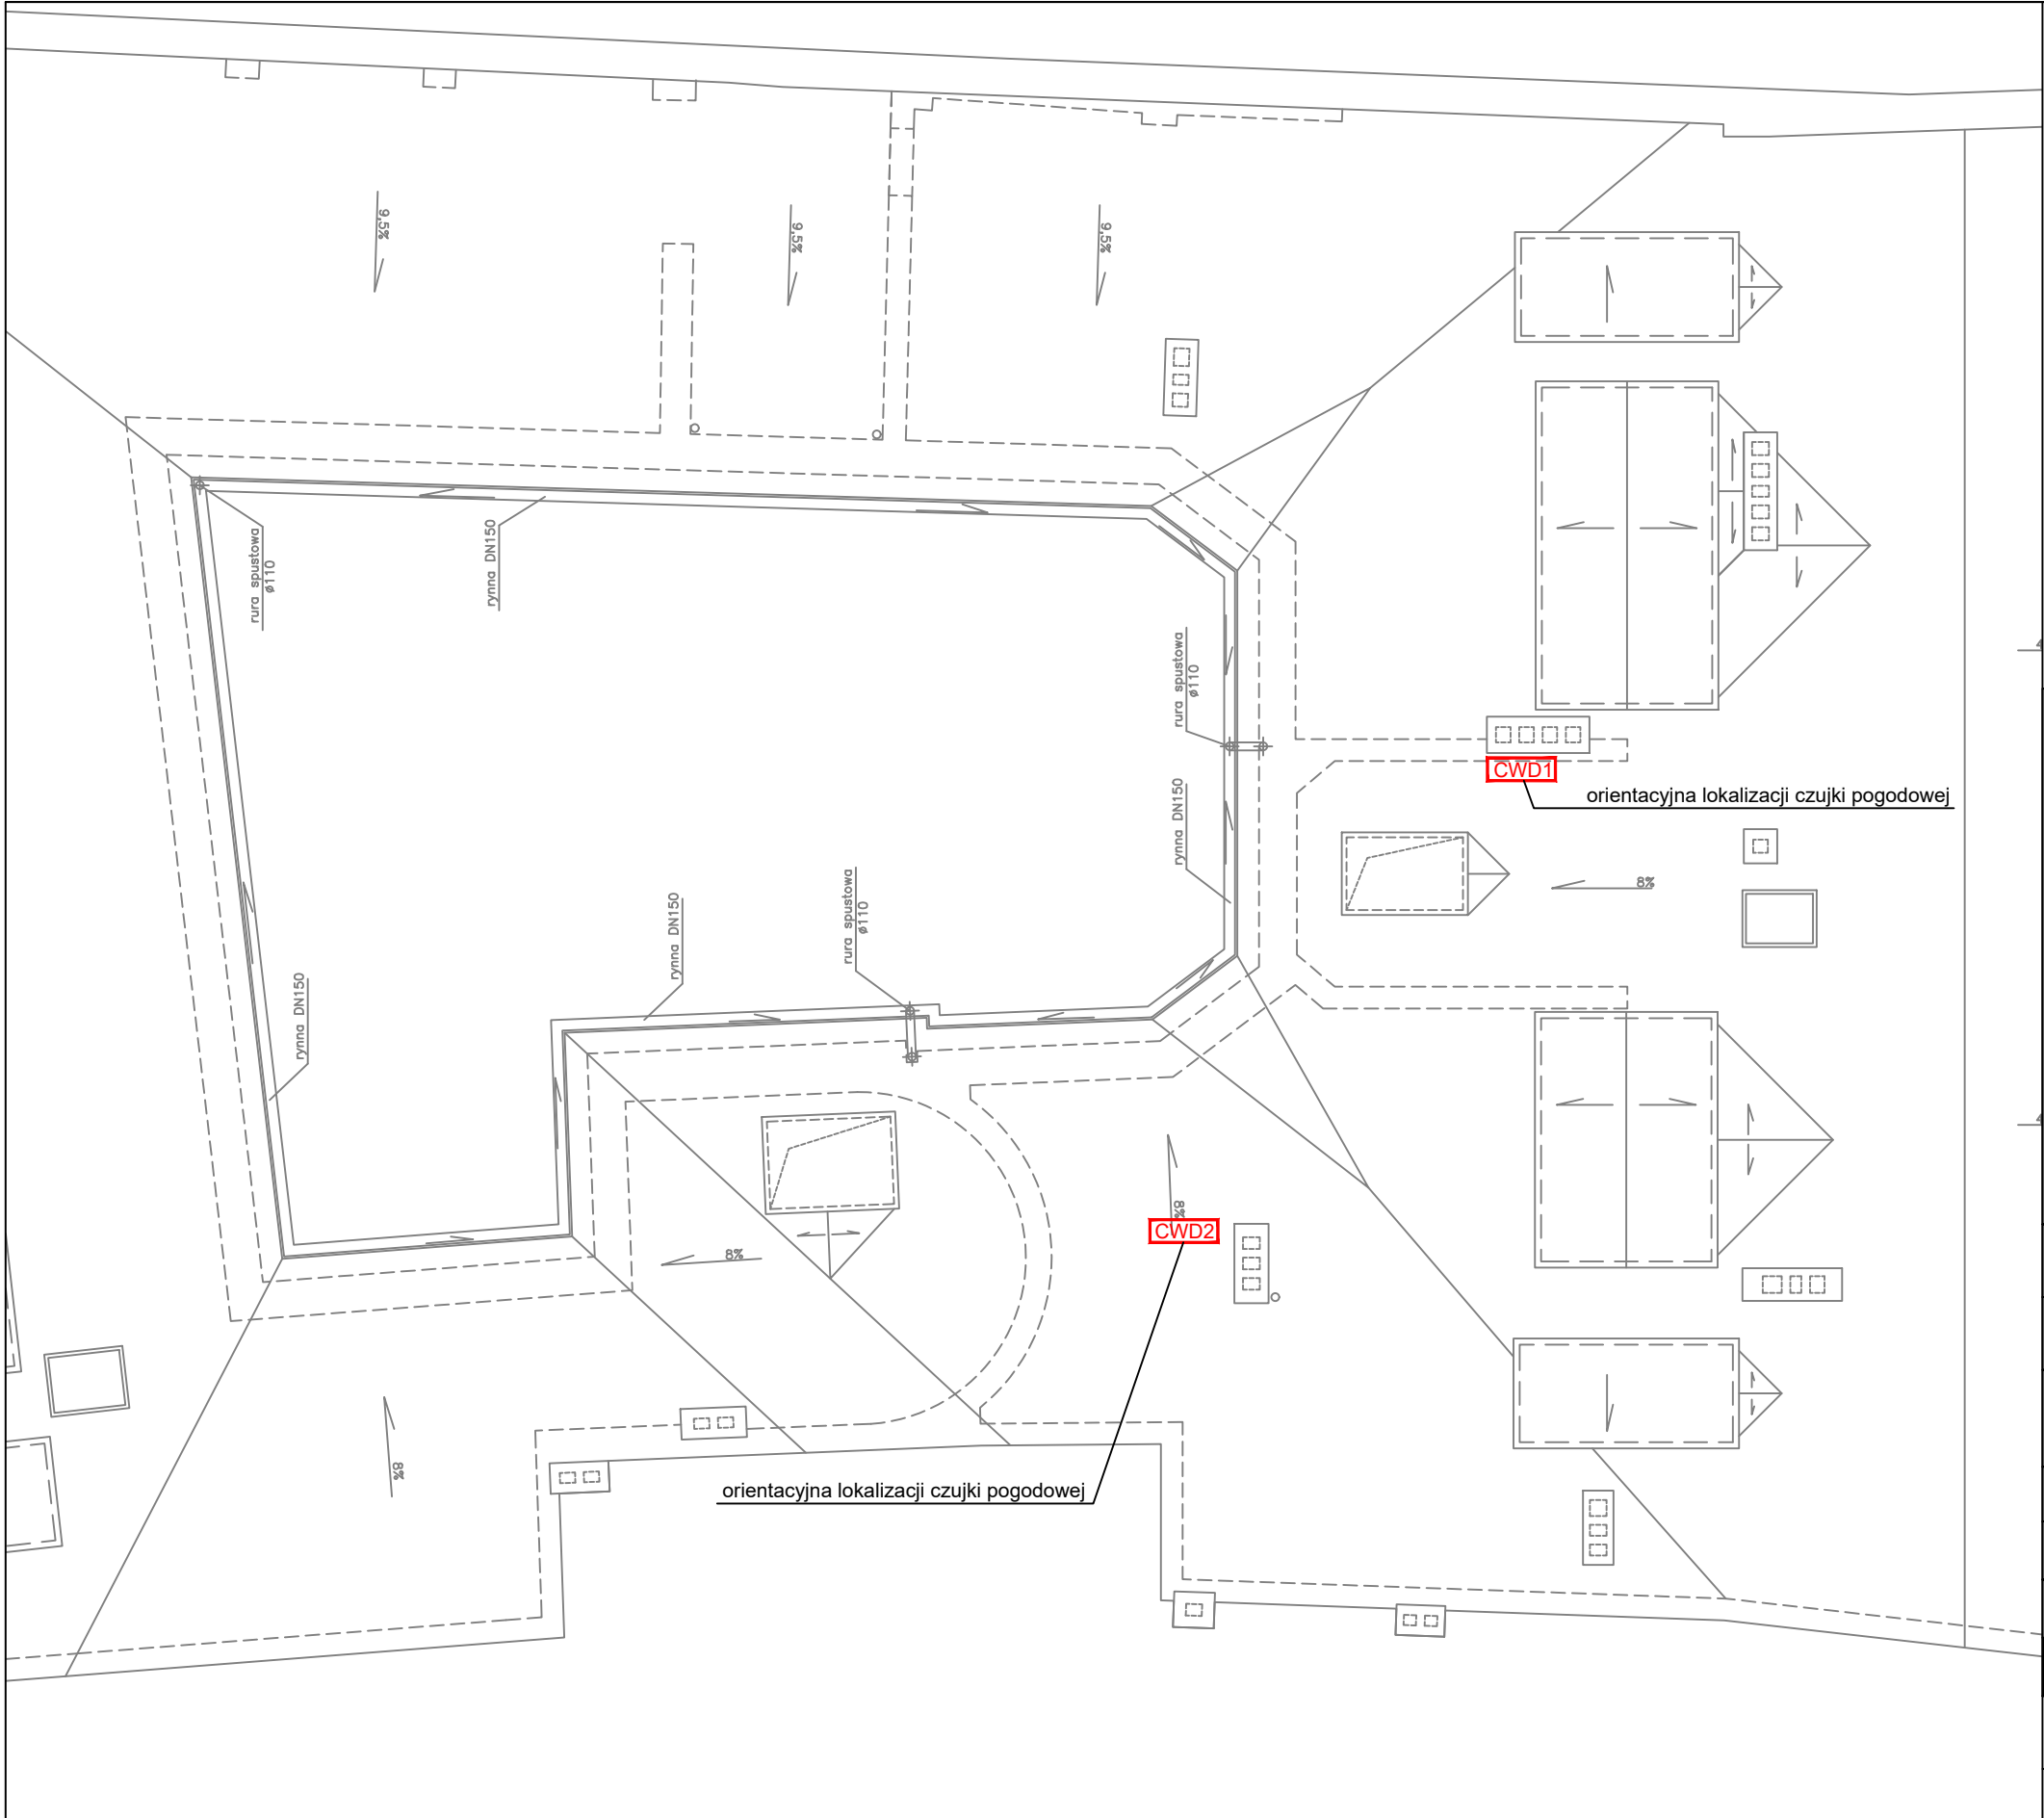 9,5%
9,5%
9,5%
rura spustowa
ø110
rynna DN150
rura spustowa
ø110
rynna DN150
CWD1
orientacyjna lokalizacji czujki pogodowej
8%
rura spustowa
ø110
rynna DN150
rynna DN150
8%
CWD2
8%
8%
orientacyjna lokalizacji czujki pogodowej